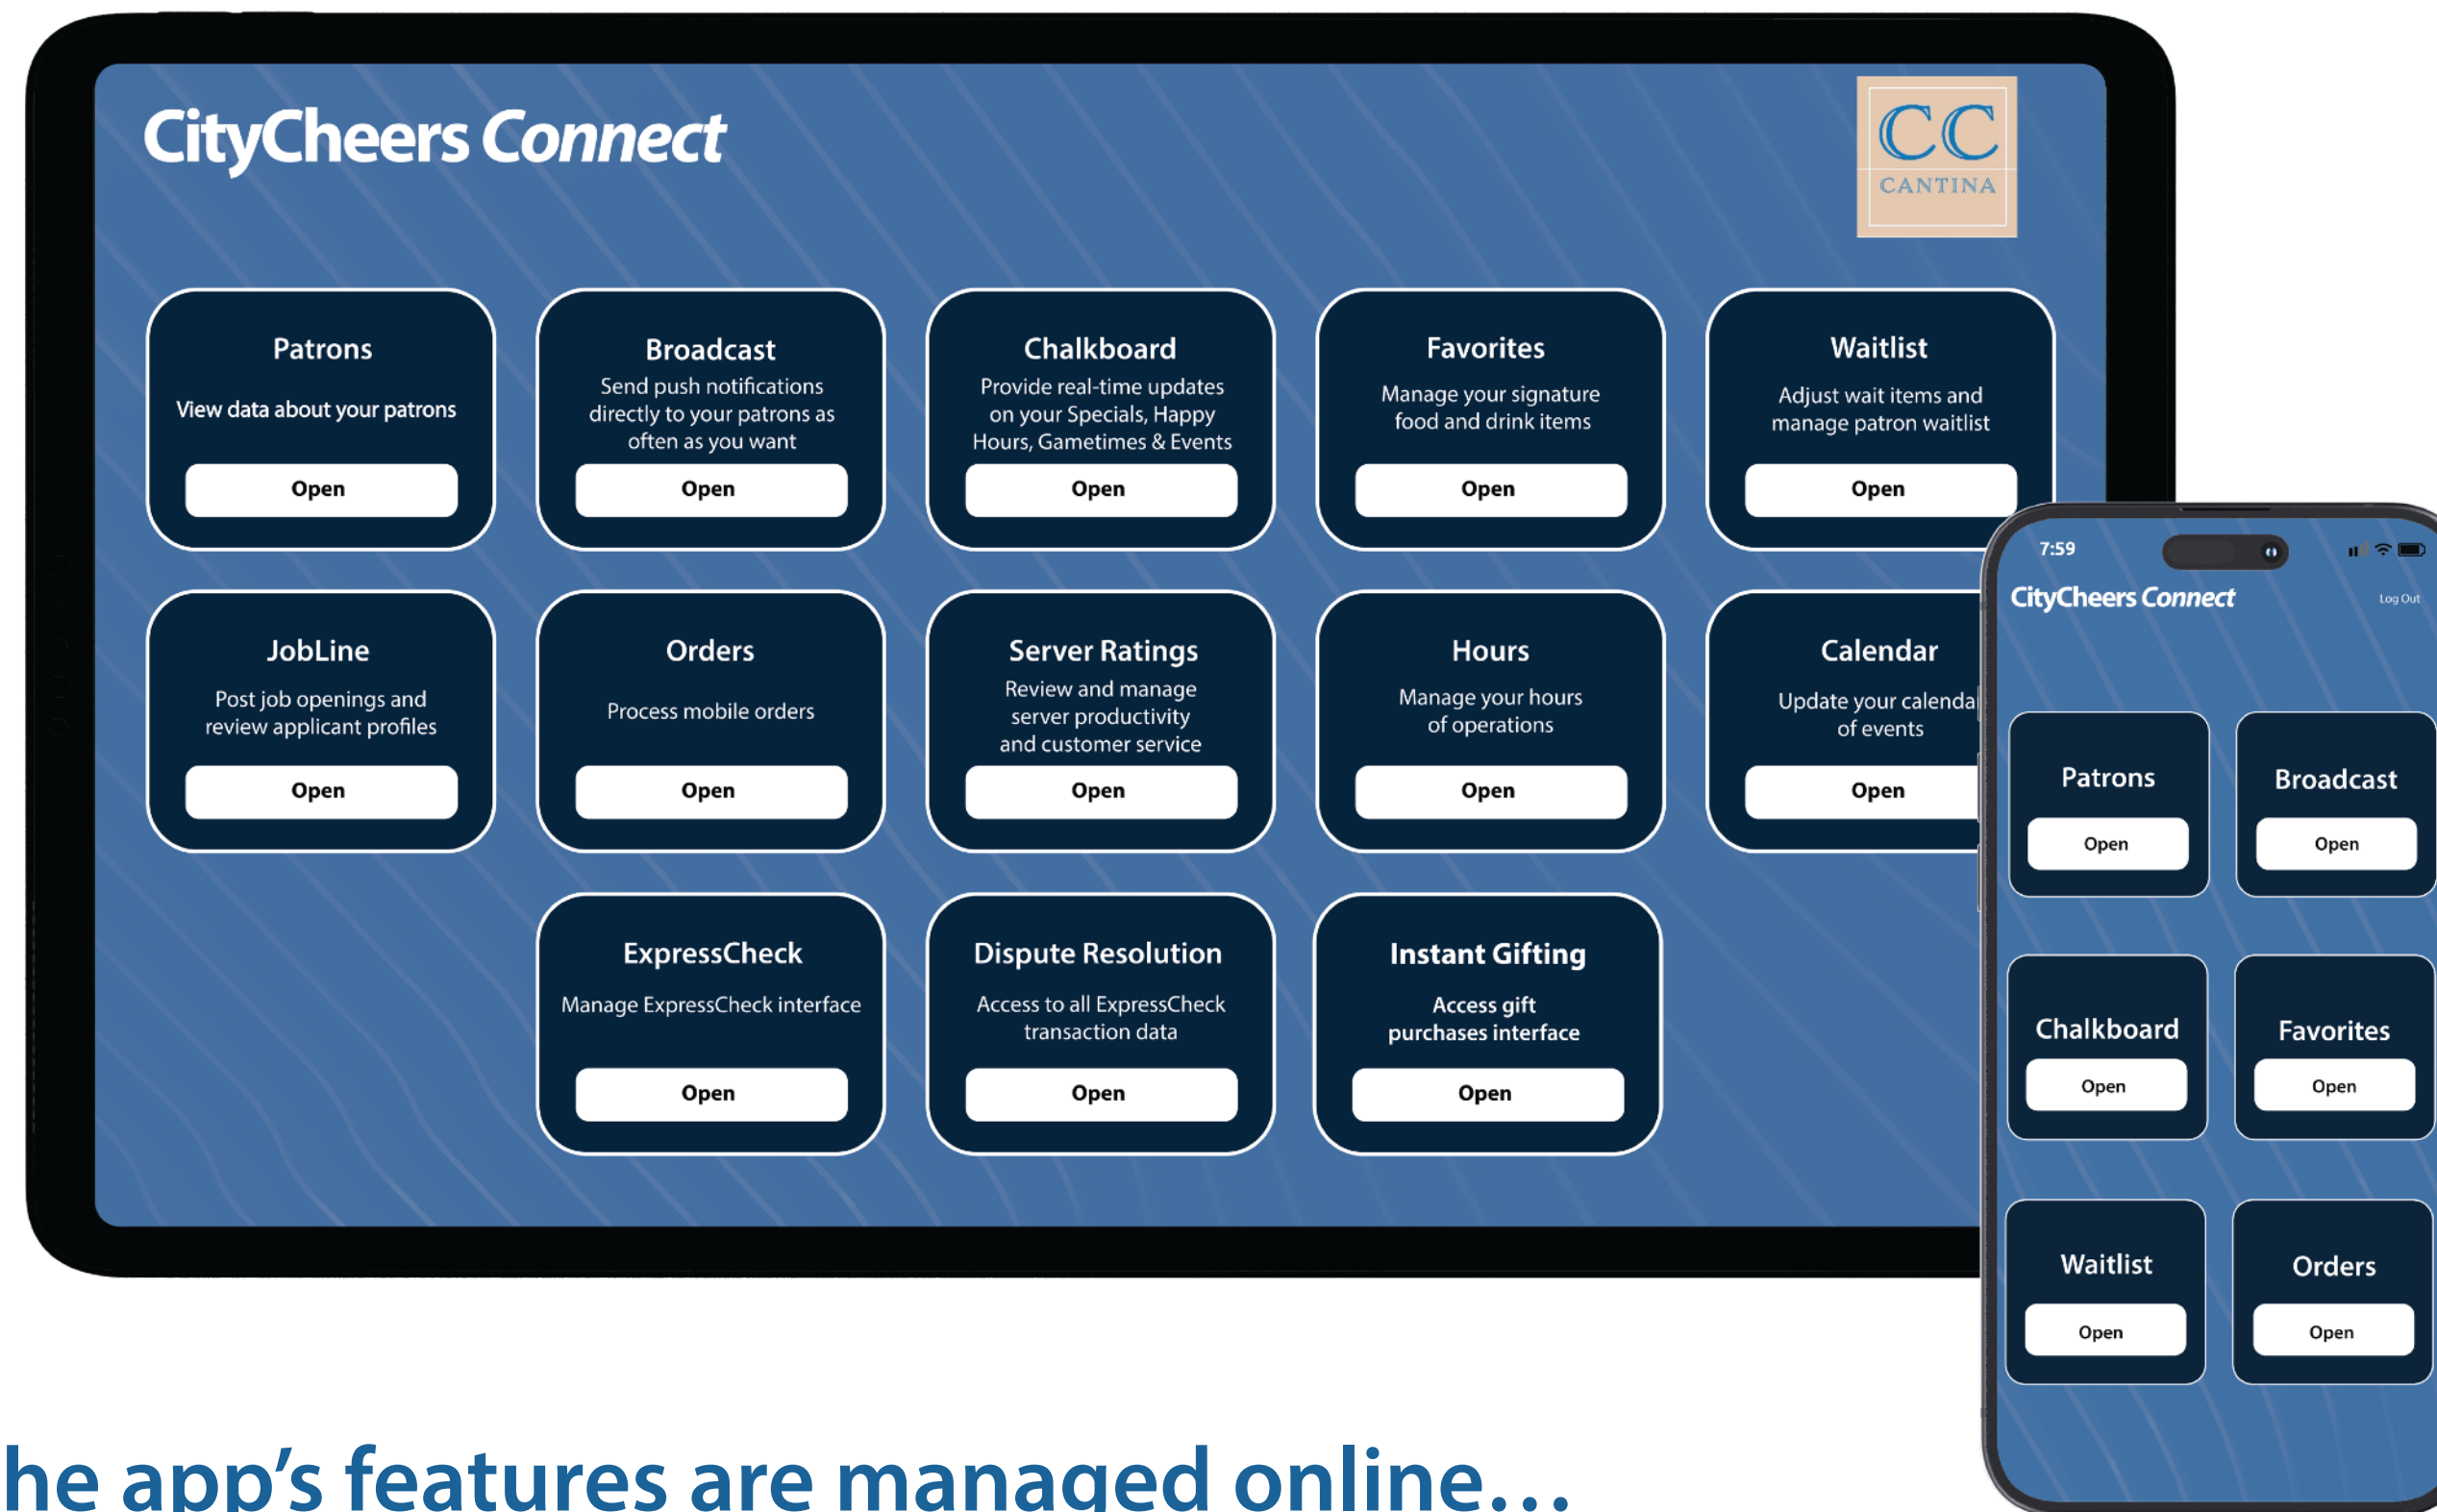 CityCheers Connect
CC
CANTINA
Patrons
View data about your patrons
Open
Broadcast
Send push notifications
directly to your patrons as
often as you want
Open
Chalkboard
Provide real-time updates
on your Specials, Happy
Hours, Gametimes & Events
Open
Favorites
Manage your signature
food and drink items
Open
Waitlist
Adjust wait items and
manage patron waitlist
Open
JobLine
Post job openings and
review applicant profiles
Open
Orders
Process mobile orders
Open
Server Ratings
Review and manage
server productivity
and customer service
Open
Hours
Manage your hours
of operations
Open
Calendar
Update your calenda
of events
Open
ExpressCheck
Manage ExpressCheck interface
Open
Dispute Resolution
Access to all ExpressCheck
transaction data
Open
Instant Gifting
Access gift
purchases interface
Open
7:59
CityCheers Connect
Log Out
Patrons
Open
Broadcast
Open
Chalkboard
Open
Favorites
Open
Waitlist
Open
Orders
Open
he app’s features are managed online…